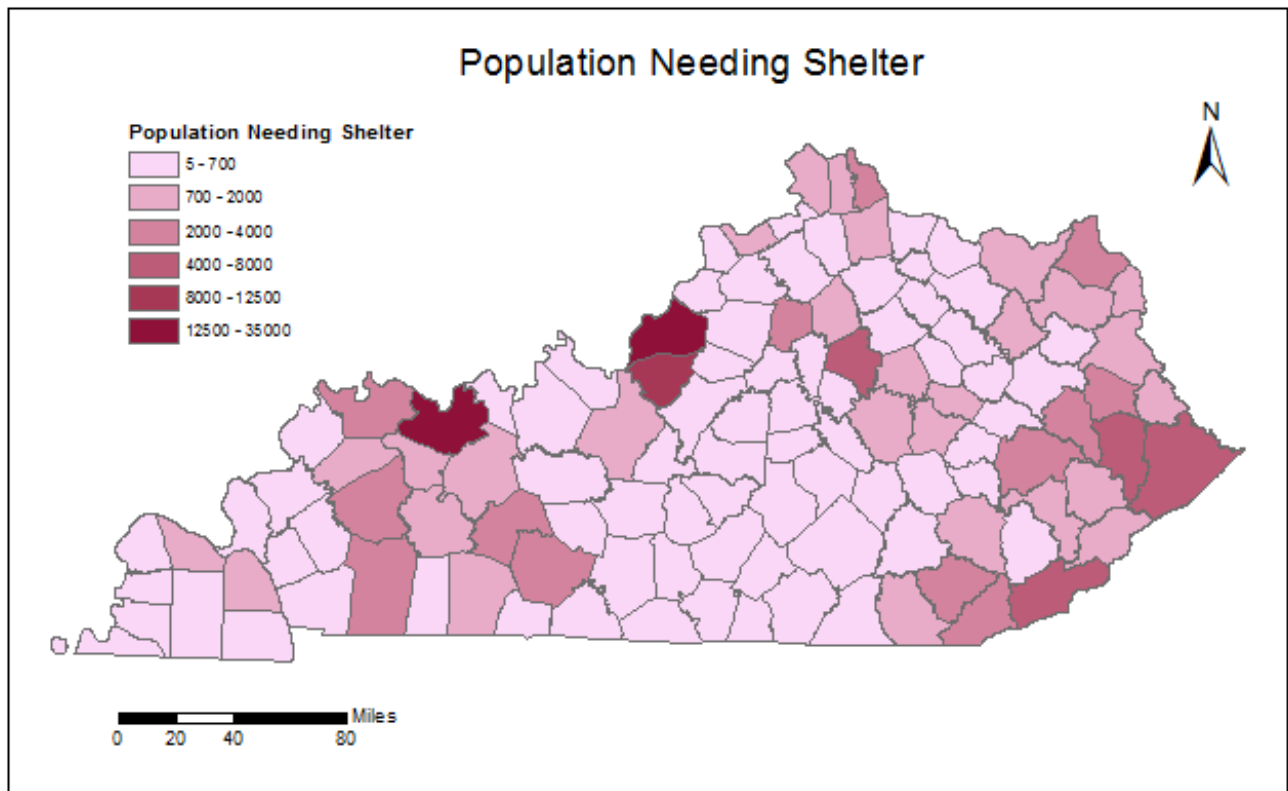 Population Needing Shelter
N
Population Needing Shelter
5 - 700
700 - 2000
2000 - 4000
4000 - 8000
8000 - 12500
12500 - 35000
Miles
0 20 40 80